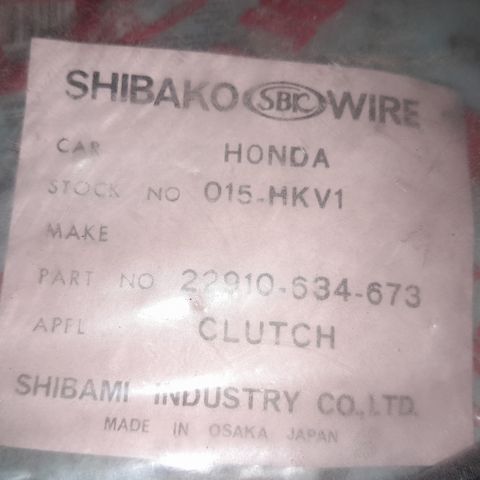 SHIBAKO SBIC WIRE
CAR HONDA
STOCK NO 015-HKV1
MAKE
PART NO 22910-634-673
APPL CLUTCH
SHIBAMI INDUSTRY CO., LTD.
MADE IN OSAKA JAPAN